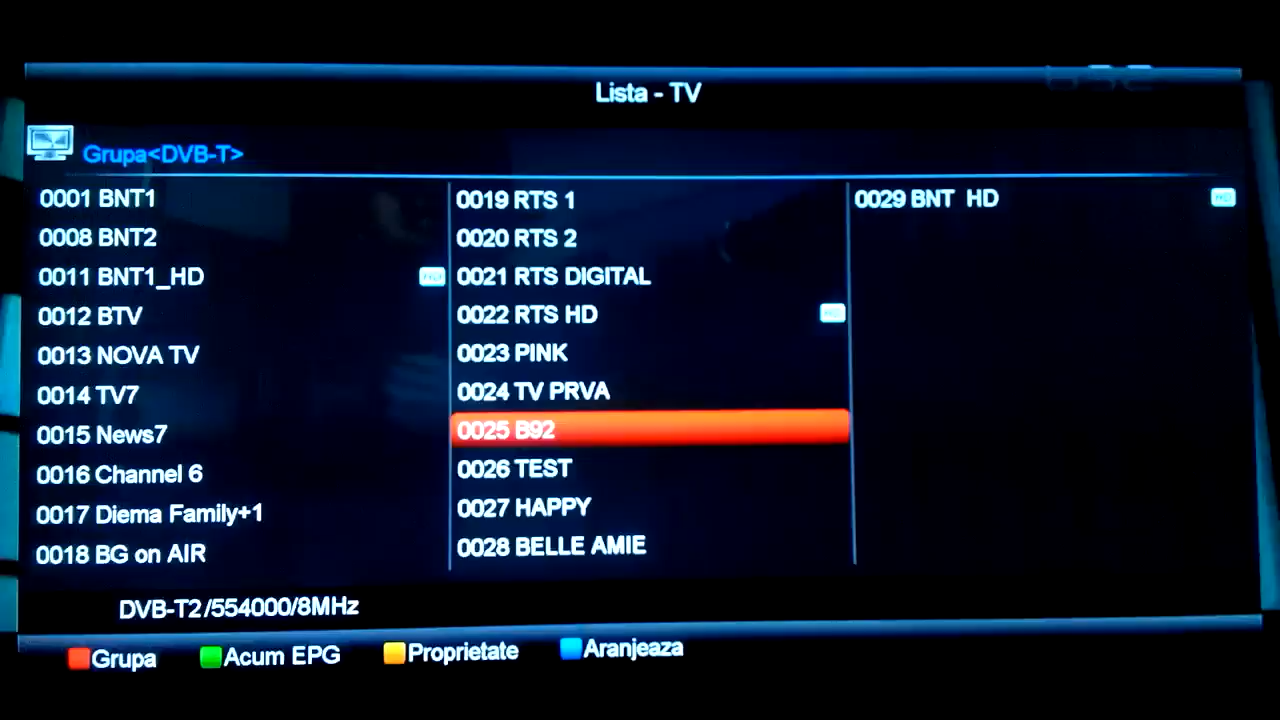 Lista - TV
Grupa<DVB-T>
0001 BNT1
0008 BNT2
0011 BNT1_HD
0012 BTV
0013 NOVA TV
0014 TV7
0015 News7
0016 Channel 6
0017 Diema Family+1
0018 BG on AIR
0019 RTS 1
0020 RTS 2
0021 RTS DIGITAL
0022 RTS HD
0023 PINK
0024 TV PRVA
0025 B92
0026 TEST
0027 HAPPY
0028 BELLE AMIE
0029 BNT HD
DVB-T2/554000/8MHz
Grupa
Acum EPG
Proprietate
Aranjeaza